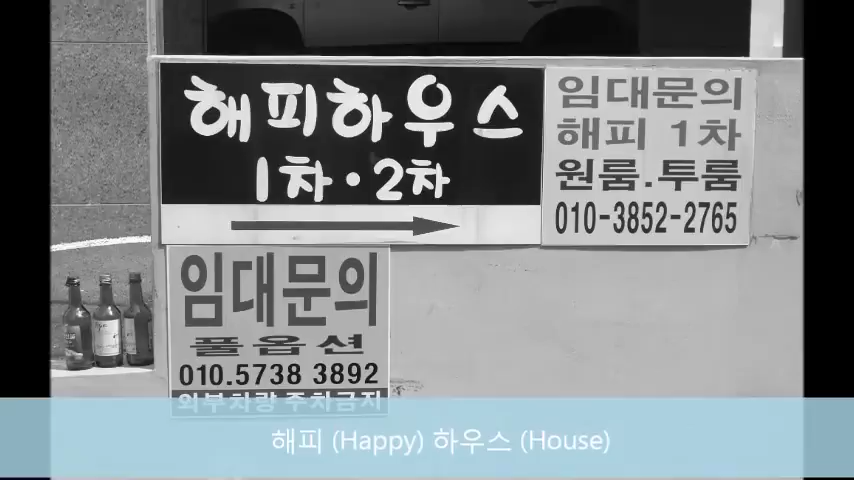 해피하우스
1차·2차
임대문의
해피 1차
원룸.투룸
010-3852-2765
임대문의
풀옵션
010.5738 3892
외부차량 주차금지
해피 (Happy) 하우스 (House)